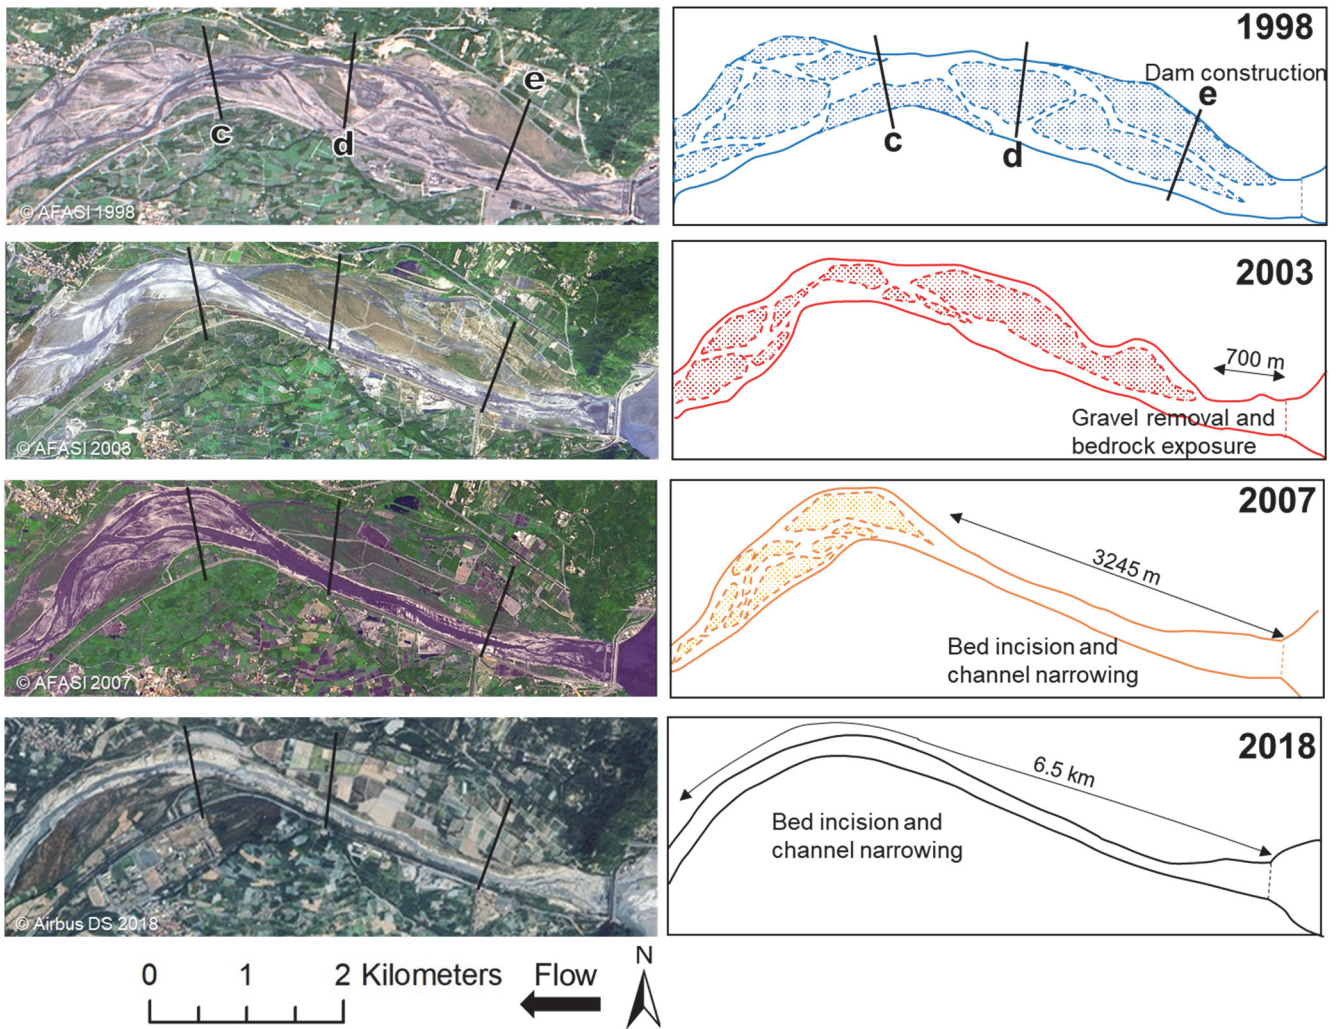 c
d
e
© AFASI 1998
1998
Dam construction
e
c
d
© AFASI 2003
2003
700 m
Gravel removal and
bedrock exposure
© AFASI 2007
2007
3245 m
Bed incision and
channel narrowing
© Airbus DS 2018
2018
6.5 km
Bed incision and
channel narrowing
0 1 2 Kilometers
Flow
N